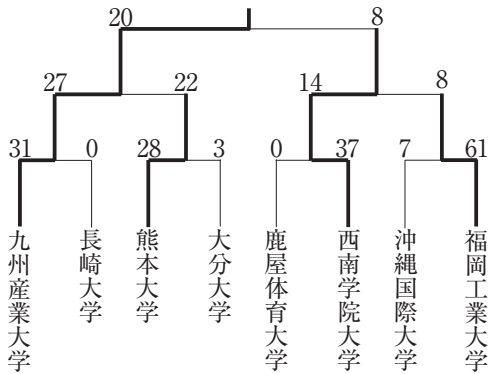 20 8
27 22 14 8
31 0 28 3 0 37 7 61
九州産業大学
長崎大学
熊本大学
大分大学
鹿屋体育大学
西南学院大学
沖縄国際大学
福岡工業大学